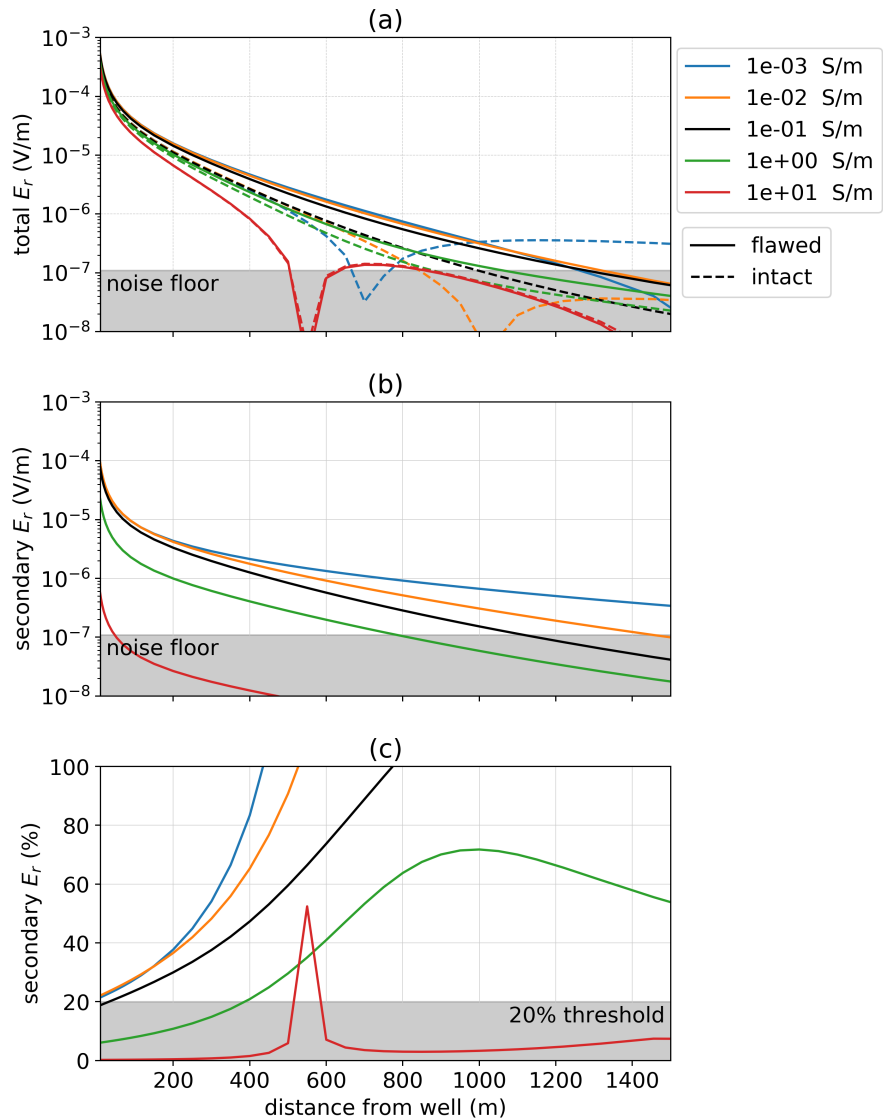 (a)
total E_r (V/m)
10⁻³
10⁻⁴
10⁻⁵
10⁻⁶
10⁻⁷
10⁻⁸
noise floor
1e-03 S/m
1e-02 S/m
1e-01 S/m
1e+00 S/m
1e+01 S/m
flawed
intact
(b)
secondary E_r (V/m)
10⁻³
10⁻⁴
10⁻⁵
10⁻⁶
10⁻⁷
10⁻⁸
noise floor
(c)
secondary E_r (%)
100
80
60
40
20
0
20% threshold
200 400 600 800 1000 1200 1400
distance from well (m)